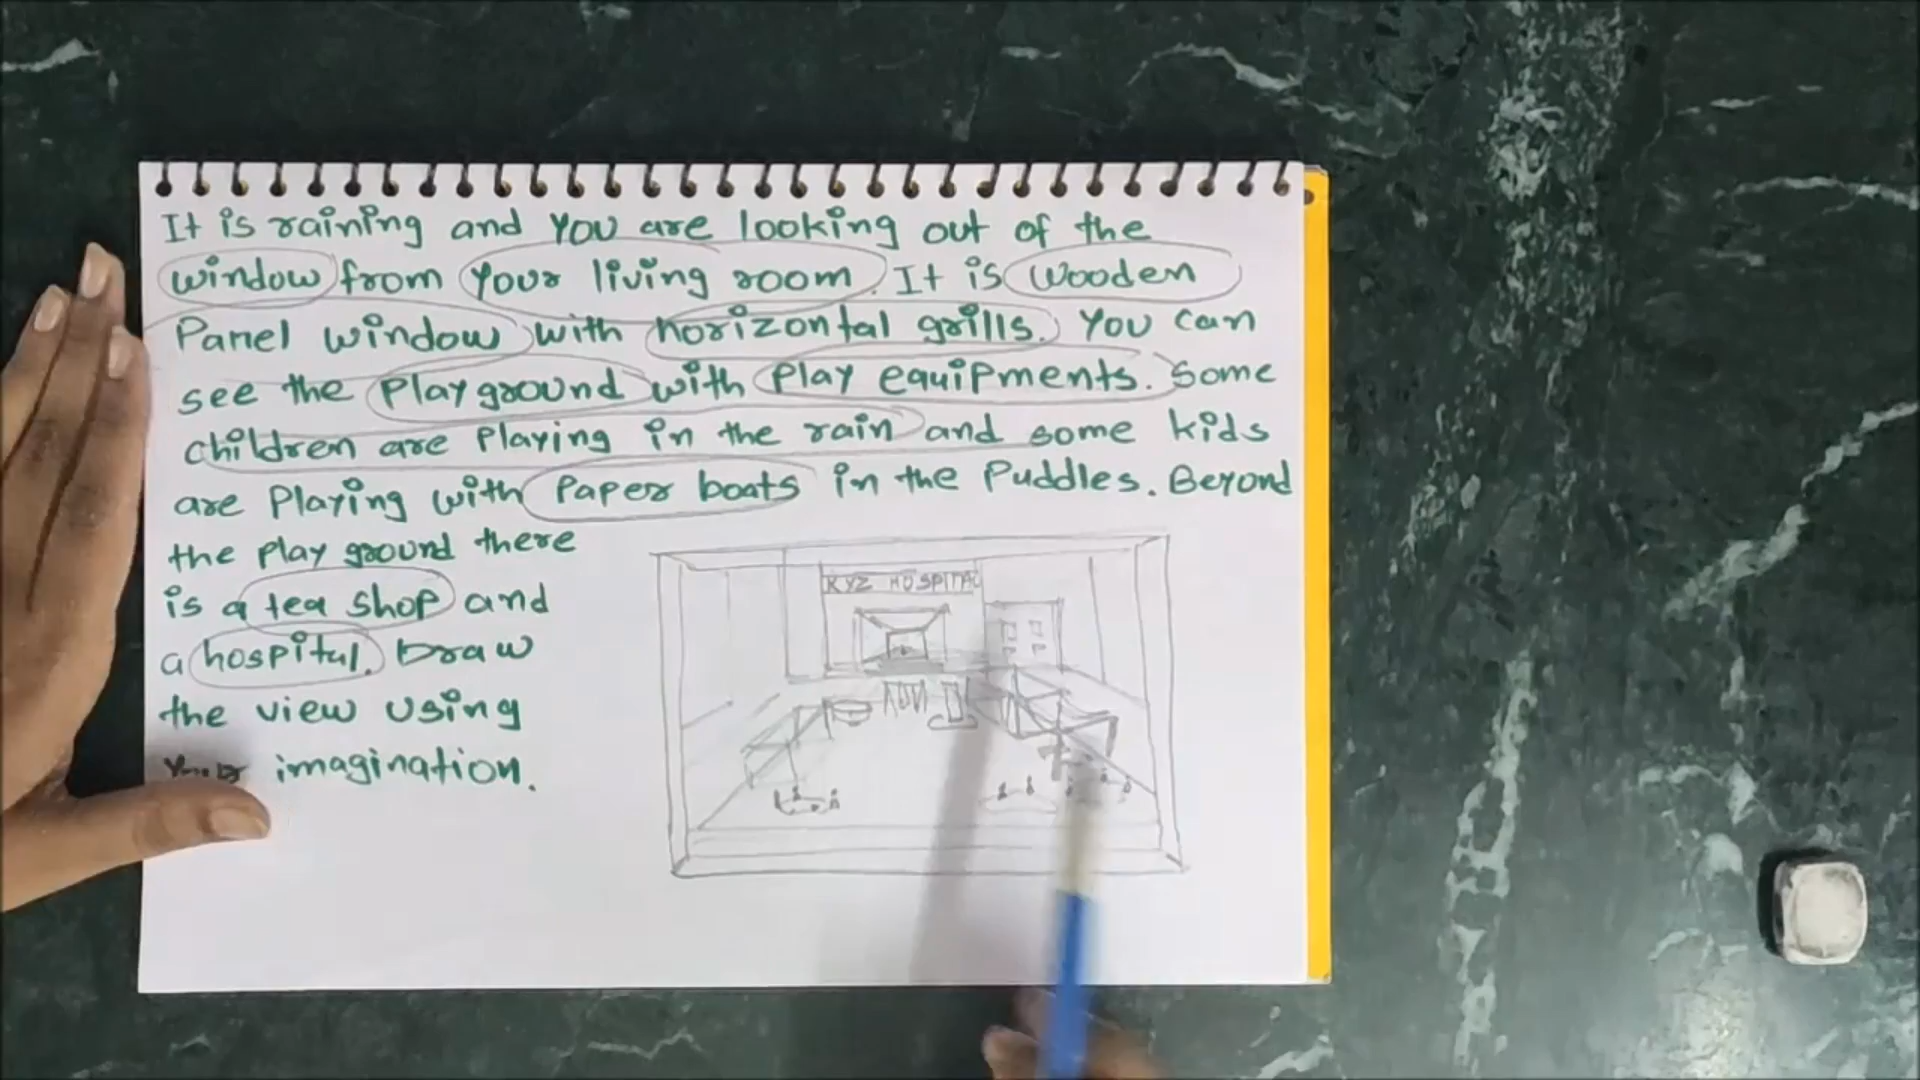 It is raining and you are looking out of the
window from your living room. It is wooden
Panel window with horizontal grills. You can
see the playground with play equipments. Some
children are playing in the rain and some kids
are playing with paper boats in the puddles. Beyond
the play ground there
is a tea shop and
a hospital. Draw
the view using
your imagination.
XYZ HOSPITAL